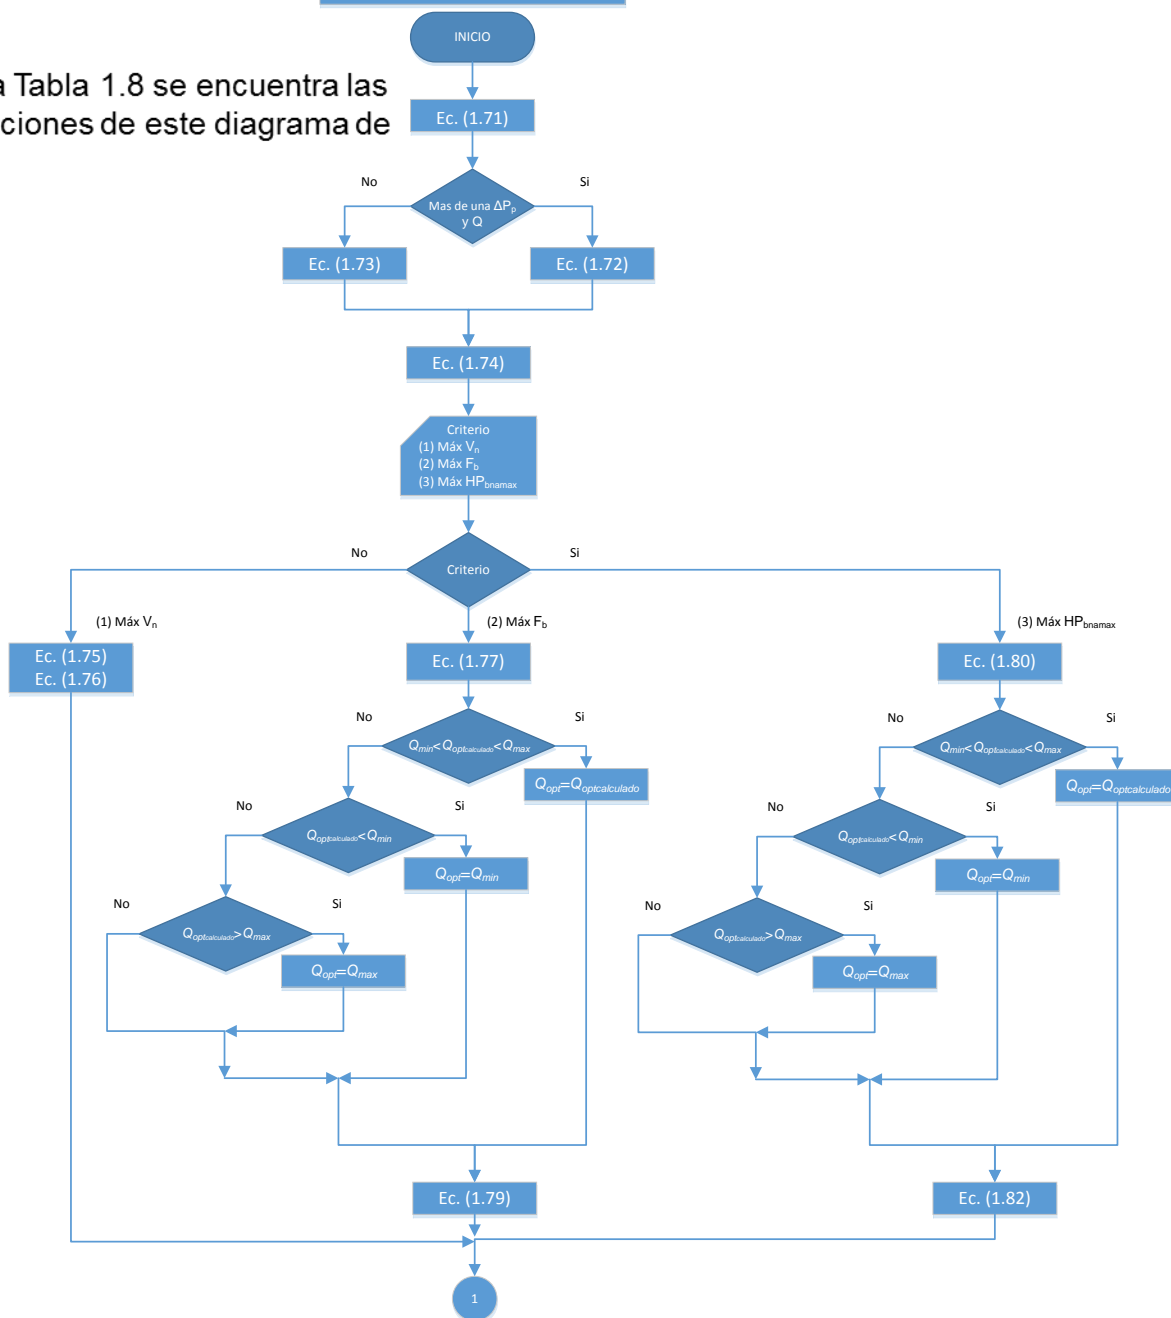 INICIO
Tabla 1.8 se encuentra las
ciones de este diagrama de
Ec. (1.71)
No
Si
Mas de una ΔPp
y Q
Ec. (1.73)
Ec. (1.72)
Ec. (1.74)
Criterio
(1) Máx Vn
(2) Máx Fb
(3) Máx HPbnamax
No
Si
Criterio
(1) Máx Vn
(2) Máx Fb
(3) Máx HPbnamax
Ec. (1.75)
Ec. (1.76)
Ec. (1.77)
Ec. (1.80)
No
Si
No
Si
Qmin<Qoptcalculado<Qmax
Qmin<Qoptcalculado<Qmax
Qopt=Qoptcalculado
Qopt=Qoptcalculado
No
Si
No
Si
Qoptcalculado<Qmin
Qoptcalculado<Qmin
Qopt=Qmin
Qopt=Qmin
No
Si
No
Si
Qoptcalculado>Qmax
Qoptcalculado>Qmax
Qopt=Qmax
Qopt=Qmax
Ec. (1.79)
Ec. (1.82)
1